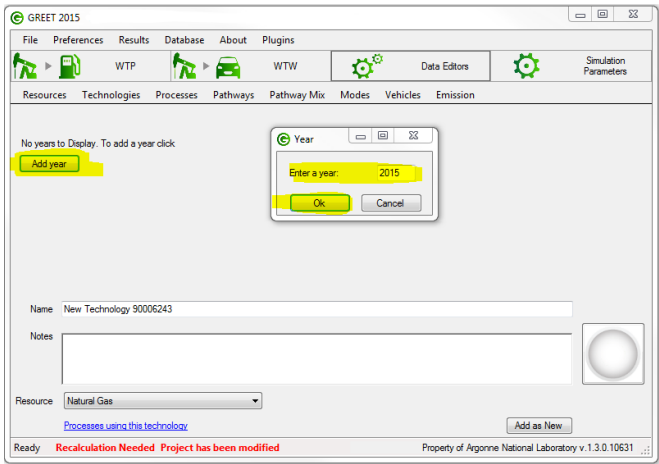 GREET 2015
File Preferences Results Database About Plugins
WTP WTW Data Editors Simulation Parameters
Resources Technologies Processes Pathways Pathway Mix Modes Vehicles Emission
No years to Display. To add a year click
Add year
Year
Enter a year: 2015
Ok Cancel
Name New Technology 90006243
Notes
Resource Natural Gas
Processes using this technology
Add as New
Ready Recalculation Needed Project has been modified Property of Argonne National Laboratory v.1.3.0.10631